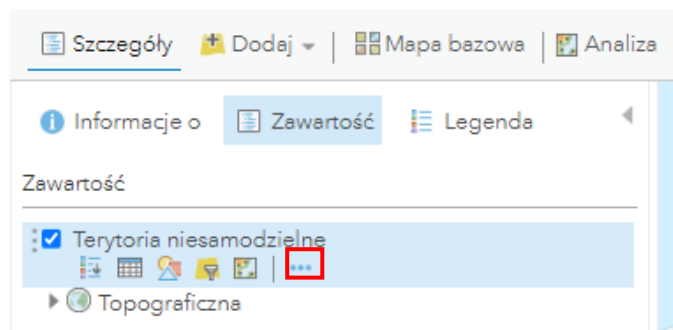 Szczegóły Dodaj Mapa bazowa Analiza
Informacje o Zawartość Legenda
Zawartość
Terytoria niesamodzielne
Topograficzna